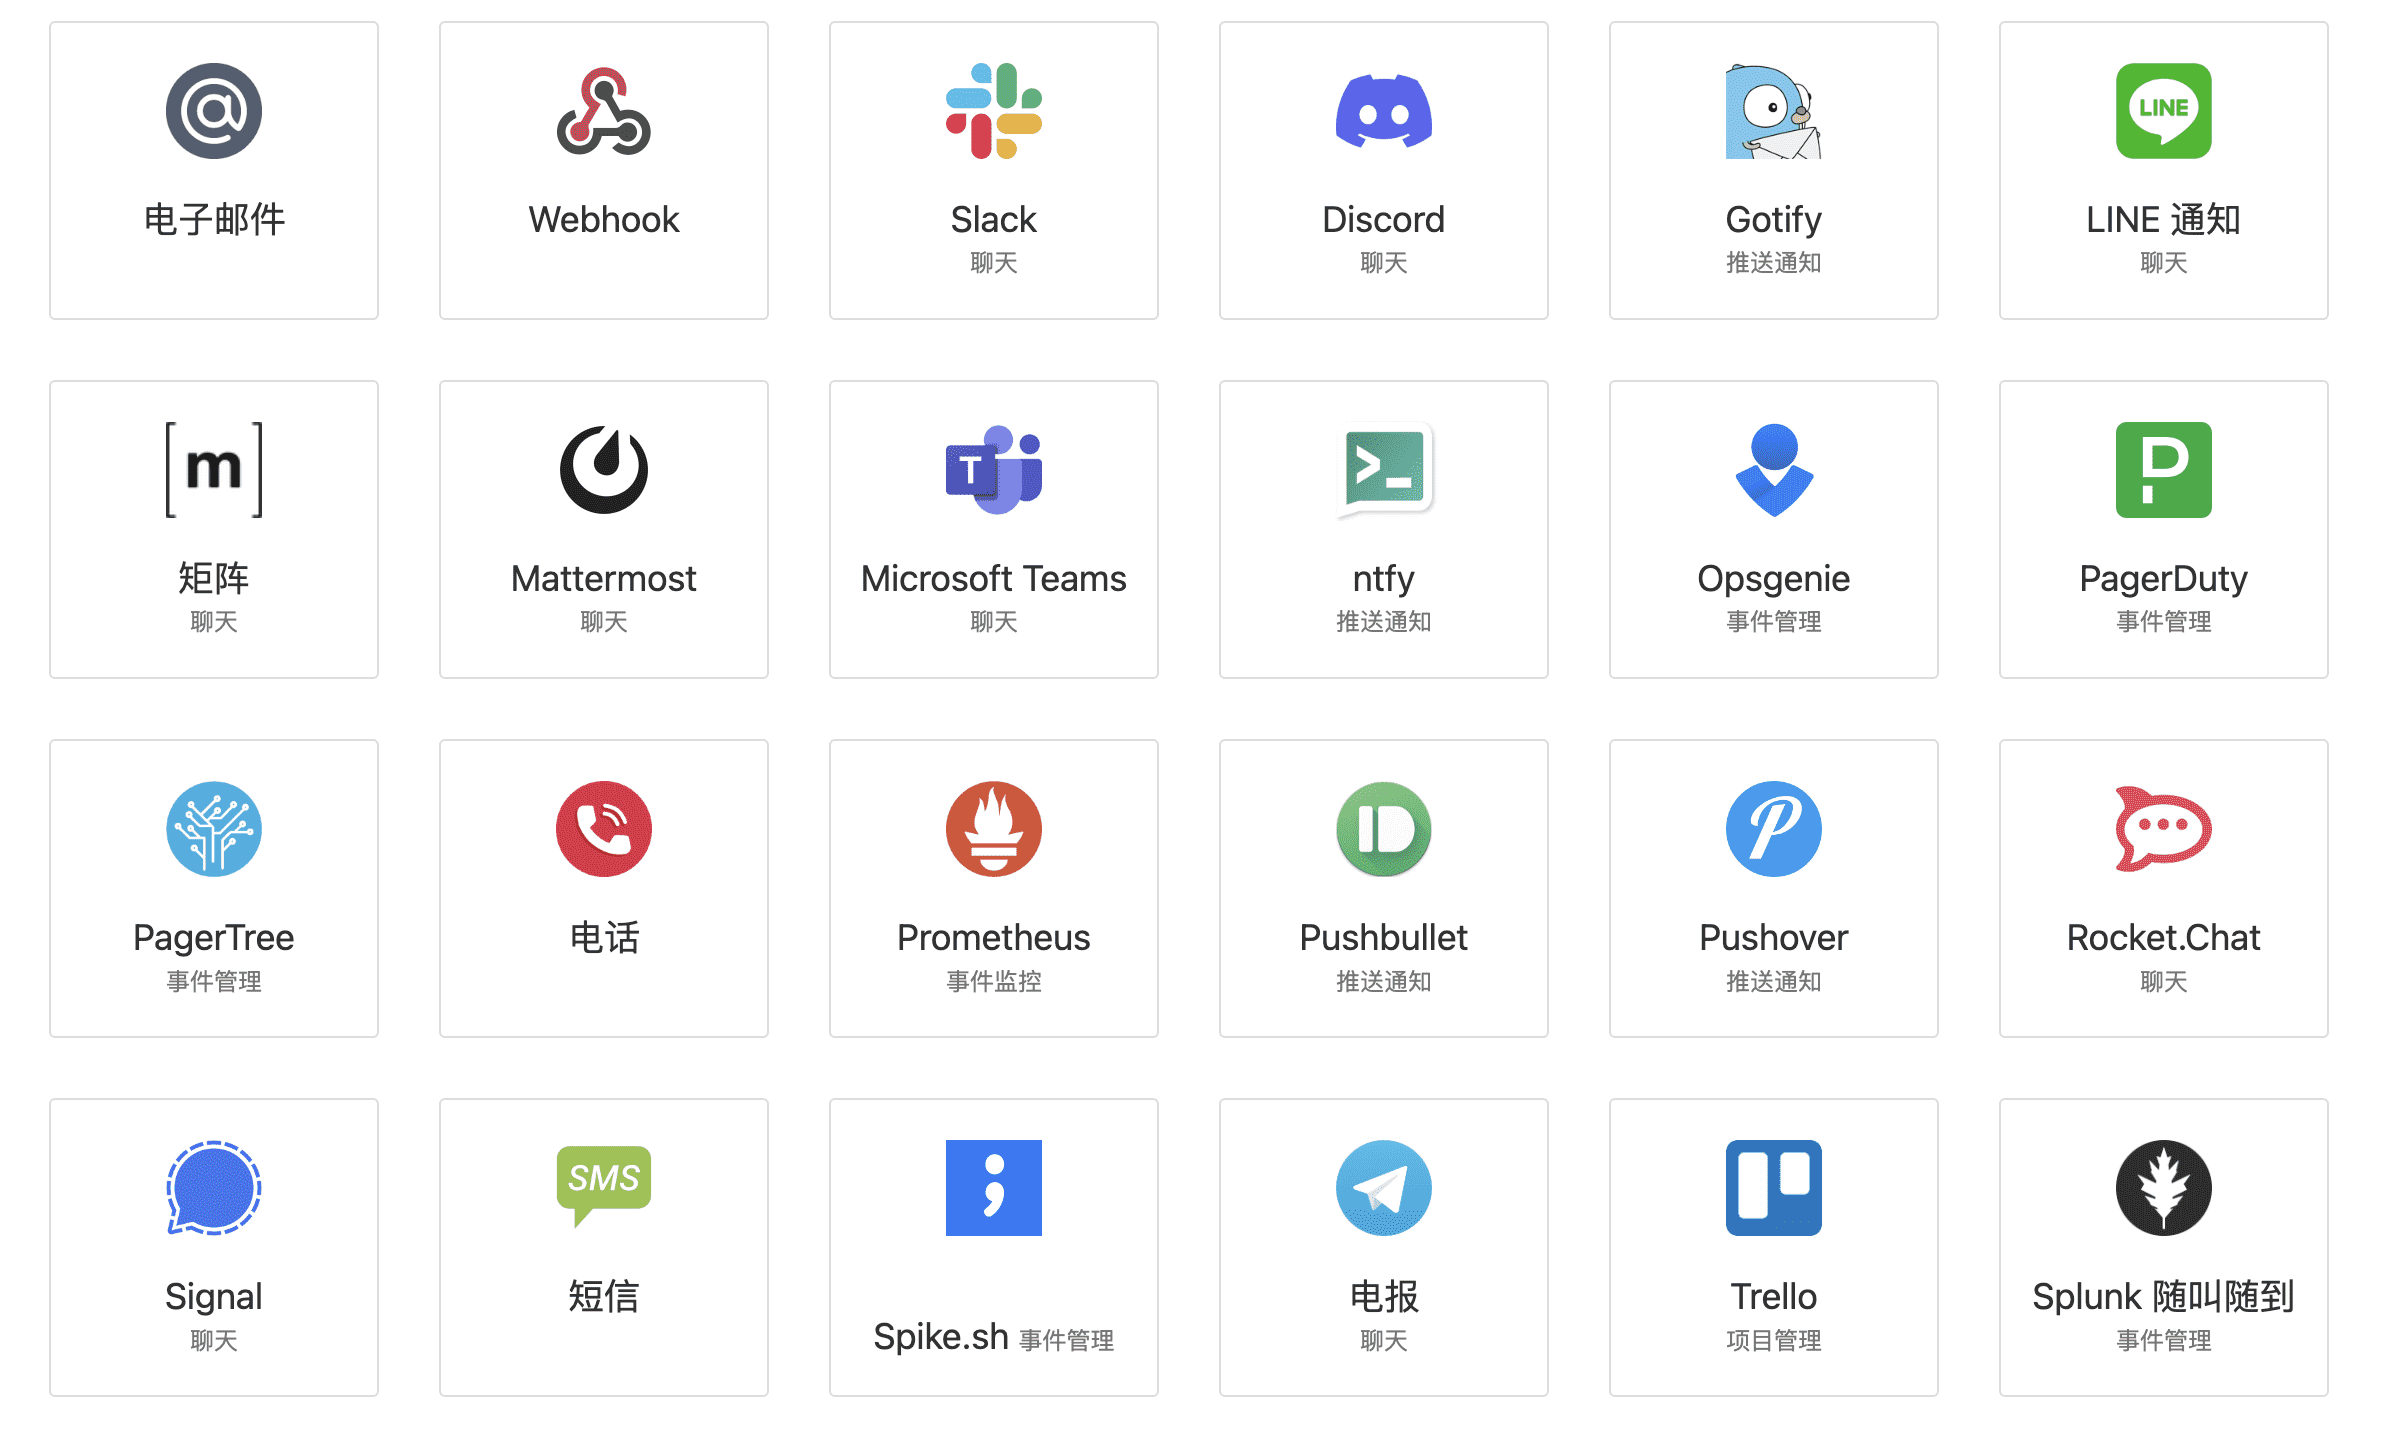 电子邮件
Webhook
Slack
聊天
Discord
聊天
Gotify
推送通知
LINE
LINE 通知
聊天
[m]
矩阵
聊天
Mattermost
聊天
T
Microsoft Teams
聊天
>_
ntfy
推送通知
Opsgenie
事件管理
P
PagerDuty
事件管理
PagerTree
事件管理
电话
Prometheus
事件监控
Pushbullet
推送通知
P
Pushover
推送通知
Rocket.Chat
聊天
Signal
聊天
SMS
短信
;
Spike.sh 事件管理
电报
聊天
Trello
项目管理
Splunk 随叫随到
事件管理